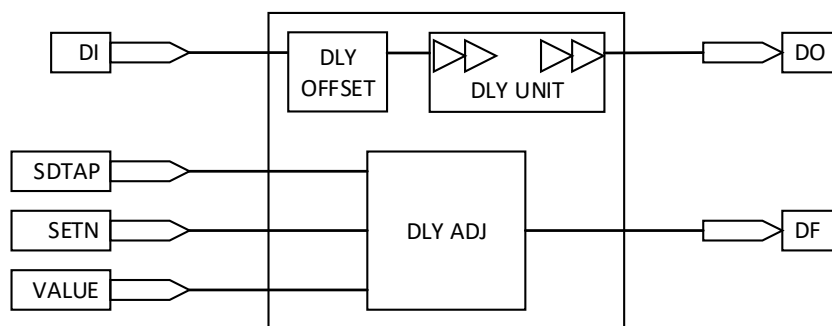 DI
DLY
OFFSET
DLY UNIT
DO
SDTAP
SETN
DLY ADJ
DF
VALUE